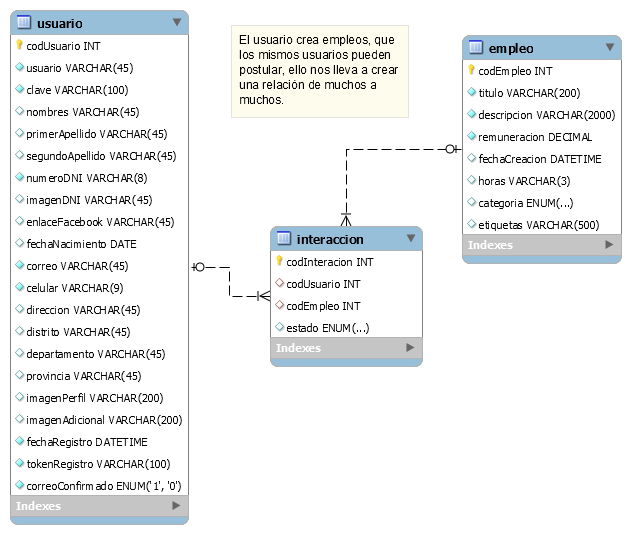 usuario
codUsuario INT
usuario VARCHAR(45)
clave VARCHAR(100)
nombres VARCHAR(45)
primerApellido VARCHAR(45)
segundoApellido VARCHAR(45)
numeroDNI VARCHAR(8)
imagenDNI VARCHAR(45)
enlaceFacebook VARCHAR(45)
fechaNacimiento DATE
correo VARCHAR(45)
celular VARCHAR(9)
direccion VARCHAR(45)
distrito VARCHAR(45)
departamento VARCHAR(45)
provincia VARCHAR(45)
imagenPerfil VARCHAR(200)
imagenAdicional VARCHAR(200)
fechaRegistro DATETIME
tokenRegistro VARCHAR(100)
correoConfirmado ENUM('1', '0')
Indexes
El usuario crea empleos, que
los mismos usuarios pueden
postular, ello nos lleva a crear
una relación de muchos a
muchos.
interaccion
codInteracion INT
codUsuario INT
codEmpleo INT
estado ENUM(...)
Indexes
empleo
codEmpleo INT
titulo VARCHAR(200)
descripcion VARCHAR(2000)
remuneracion DECIMAL
fechaCreacion DATETIME
horas VARCHAR(3)
categoria ENUM(...)
etiquetas VARCHAR(500)
Indexes